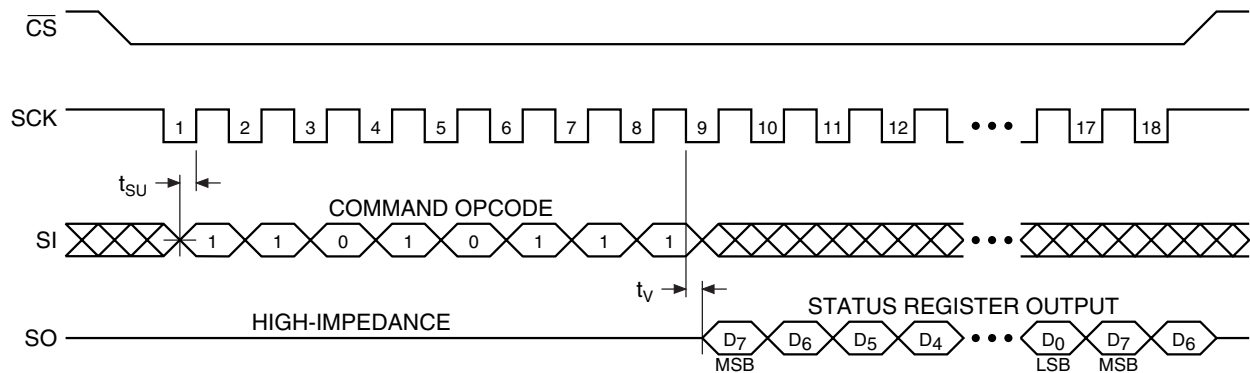 CS
SCK 1 2 3 4 5 6 7 8 9 10 11 12 ••• 17 18
tSU
COMMAND OPCODE
SI 1 1 0 1 0 1 1 1 •••
tV
HIGH-IMPEDANCE
STATUS REGISTER OUTPUT
SO D7 D6 D5 D4 ••• D0 D7 D6
MSB LSB MSB